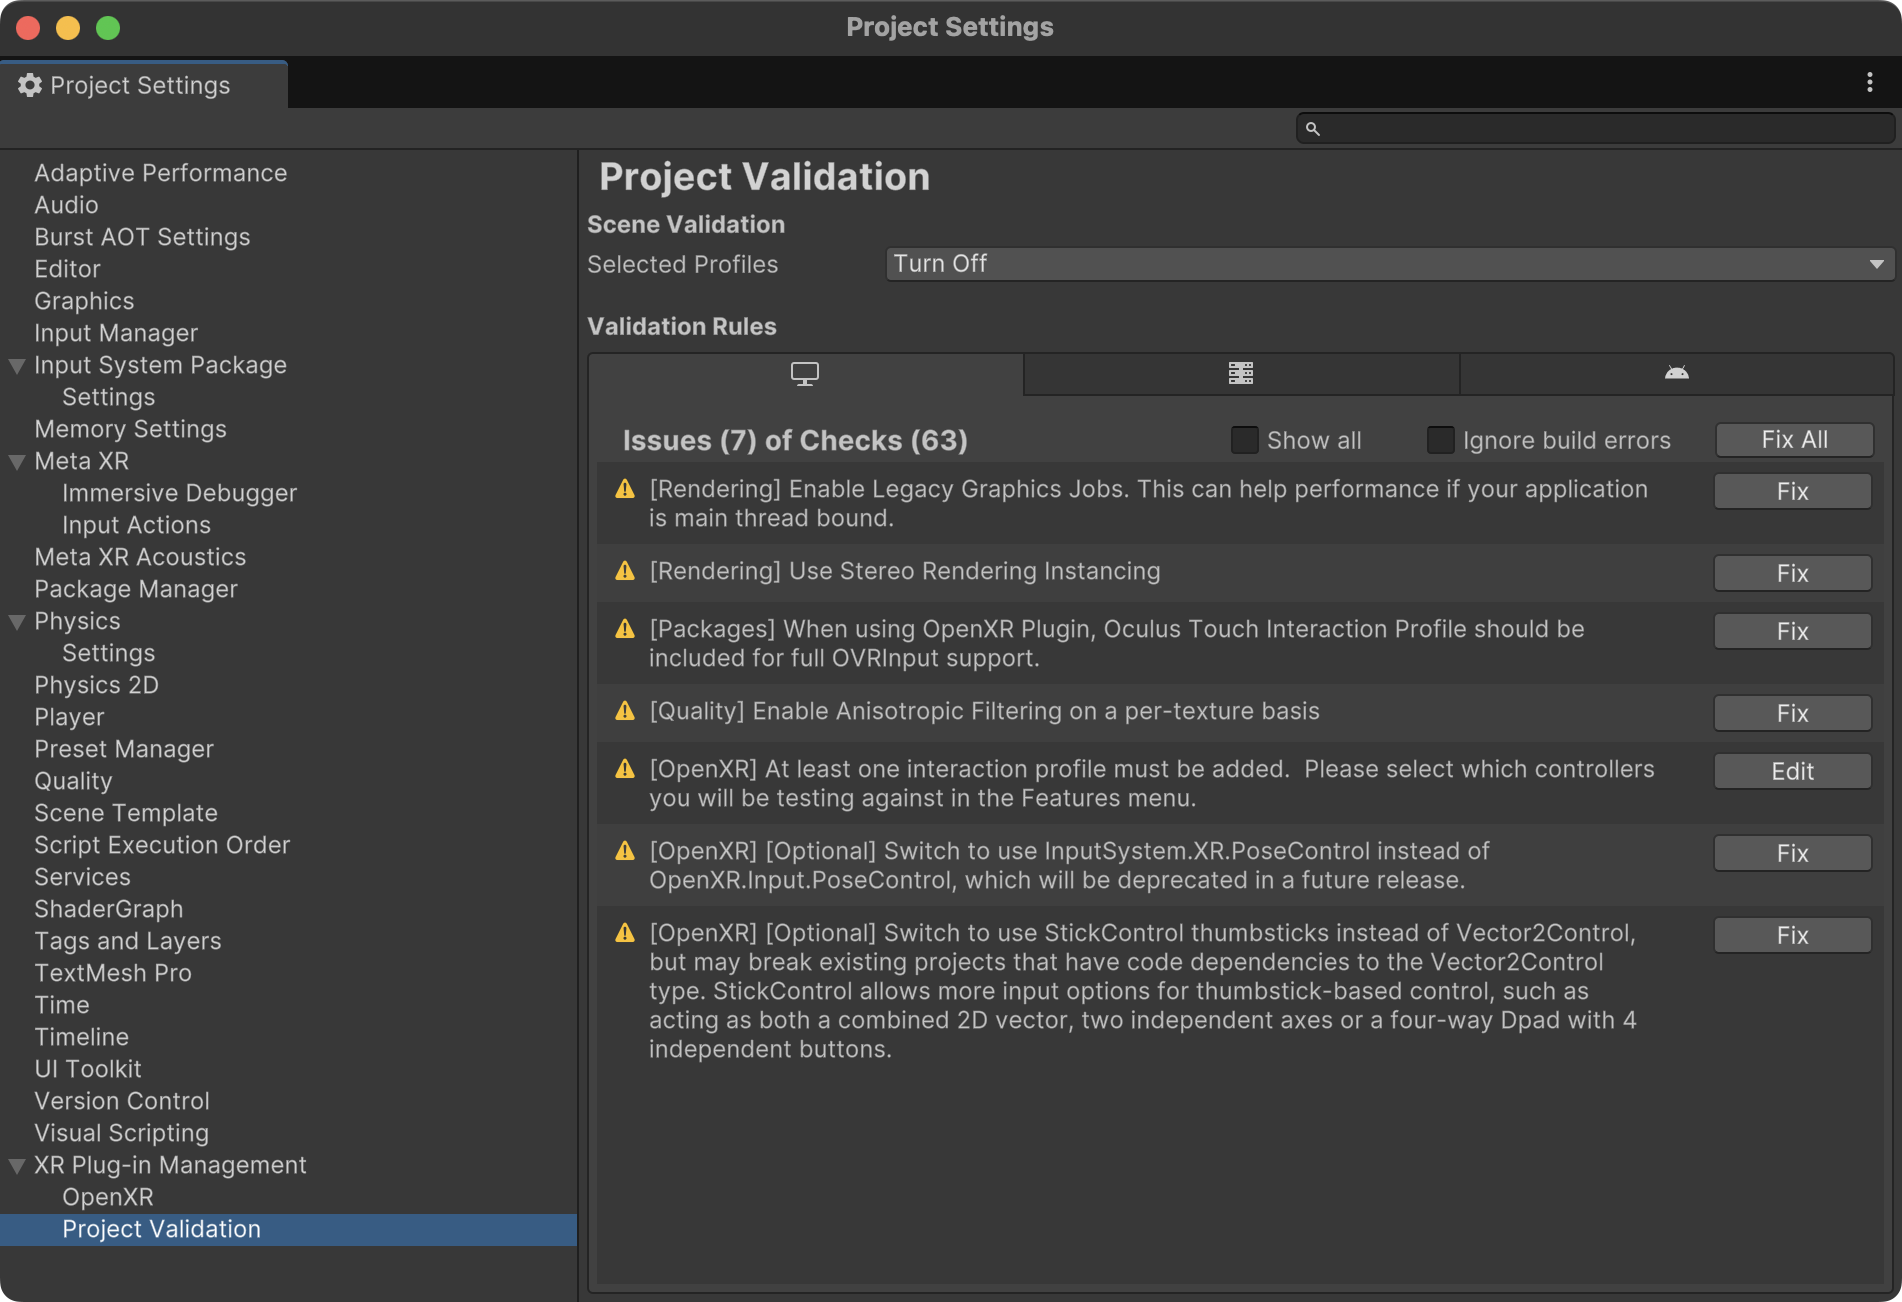 Project Settings
Project Settings
Adaptive Performance
Audio
Burst AOT Settings
Editor
Graphics
Input Manager
Input System Package
Settings
Memory Settings
Meta XR
Immersive Debugger
Input Actions
Meta XR Acoustics
Package Manager
Physics
Settings
Physics 2D
Player
Preset Manager
Quality
Scene Template
Script Execution Order
Services
ShaderGraph
Tags and Layers
TextMesh Pro
Time
Timeline
UI Toolkit
Version Control
Visual Scripting
XR Plug-in Management
OpenXR
Project Validation
Project Validation
Scene Validation
Selected Profiles Turn Off
Validation Rules
Issues (7) of Checks (63) Show all Ignore build errors Fix All
[Rendering] Enable Legacy Graphics Jobs. This can help performance if your application Fix
is main thread bound.
[Rendering] Use Stereo Rendering Instancing Fix
[Packages] When using OpenXR Plugin, Oculus Touch Interaction Profile should be Fix
included for full OVRInput support.
[Quality] Enable Anisotropic Filtering on a per-texture basis Fix
[OpenXR] At least one interaction profile must be added.  Please select which controllers Edit
you will be testing against in the Features menu.
[OpenXR] [Optional] Switch to use InputSystem.XR.PoseControl instead of Fix
OpenXR.Input.PoseControl, which will be deprecated in a future release.
[OpenXR] [Optional] Switch to use StickControl thumbsticks instead of Vector2Control, Fix
but may break existing projects that have code dependencies to the Vector2Control
type. StickControl allows more input options for thumbstick-based control, such as
acting as both a combined 2D vector, two independent axes or a four-way Dpad with 4
independent buttons.